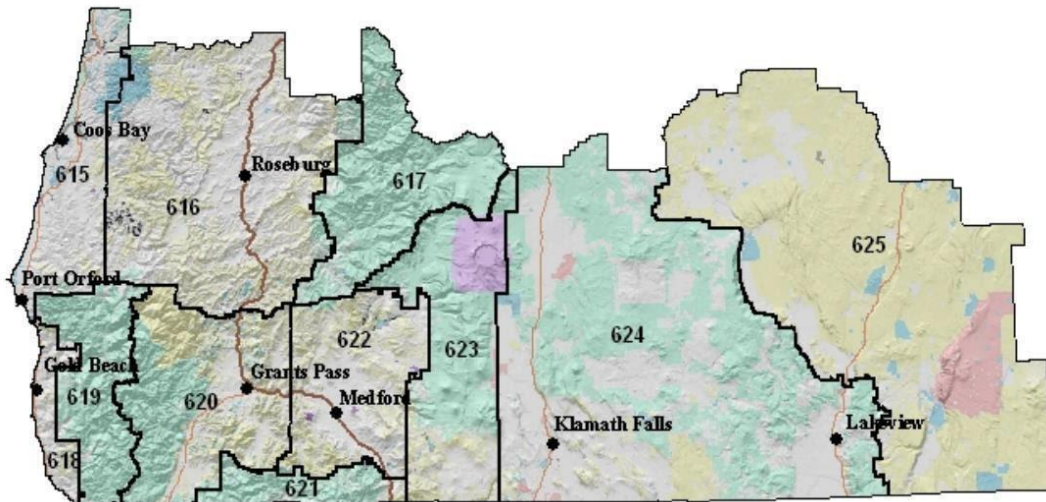 Coos Bay
615
Roseburg
617
616
625
Port Orford
622
624
623
Gold Beach
619
620
Grants Pass
Medford
Klamath Falls
Lakeview
618
621